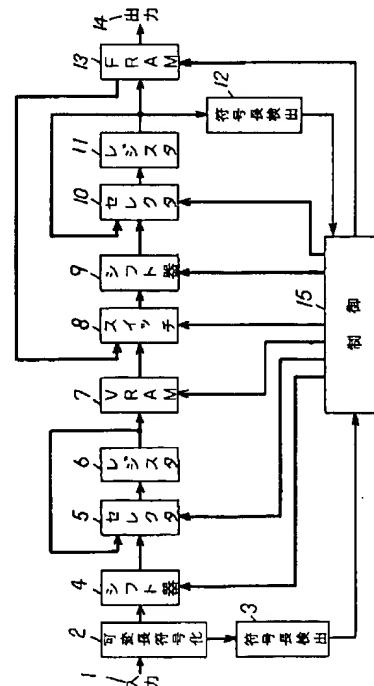 1
入力
2
可変長符号化
3
符号長検出
4
シフト器
5
セレクタ
6
レジスタ
7
VRAM
8
スイッチ
9
シフト器
10
セレクタ
11
レジスタ
12
符号長検出
13
FRAM
14
出力
15
制御